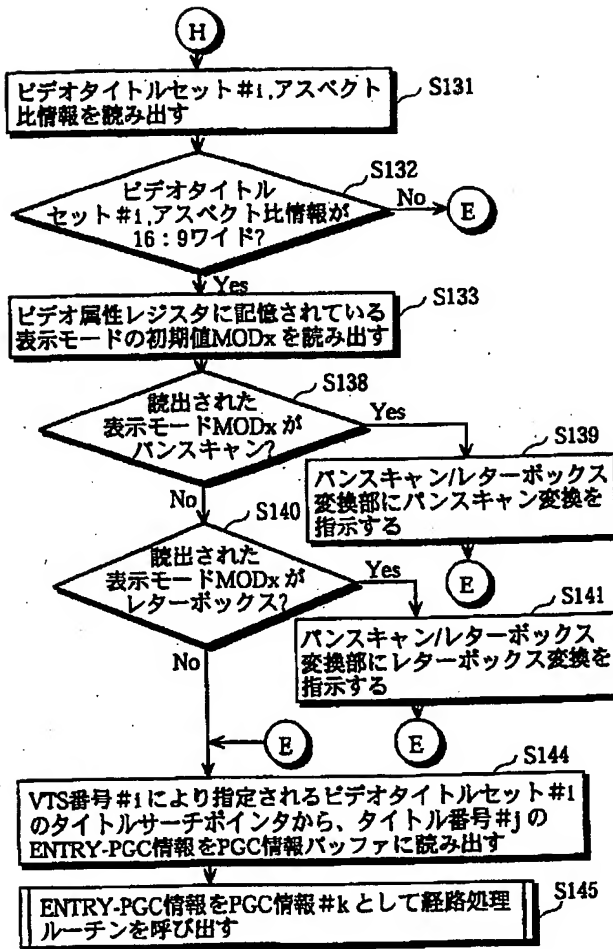 H
ビデオタイトルセット#i,アスペクト
比情報を読み出す
S131
ビデオタイトル
セット#i,アスペクト比情報が
16:9ワイド?
S132
No
E
Yes
ビデオ属性レジスタに記憶されている
表示モードの初期値MODxを読み出す
S133
読出された
表示モードMODxが
パンスキャン?
S138
Yes
パンスキャン/レターボックス
変換部にパンスキャン変換を
指示する
S139
E
No
読出された
表示モードMODxが
レターボックス?
S140
Yes
パンスキャン/レターボックス
変換部にレターボックス変換を
指示する
S141
E
No
E
VTS番号#iにより指定されるビデオタイトルセット#i
のタイトルサーチポインタから、タイトル番号#jの
ENTRY-PGC情報をPGC情報バッファに読み出す
S144
ENTRY-PGC情報をPGC情報#kとして経路処理
ルーチンを呼び出す
S145